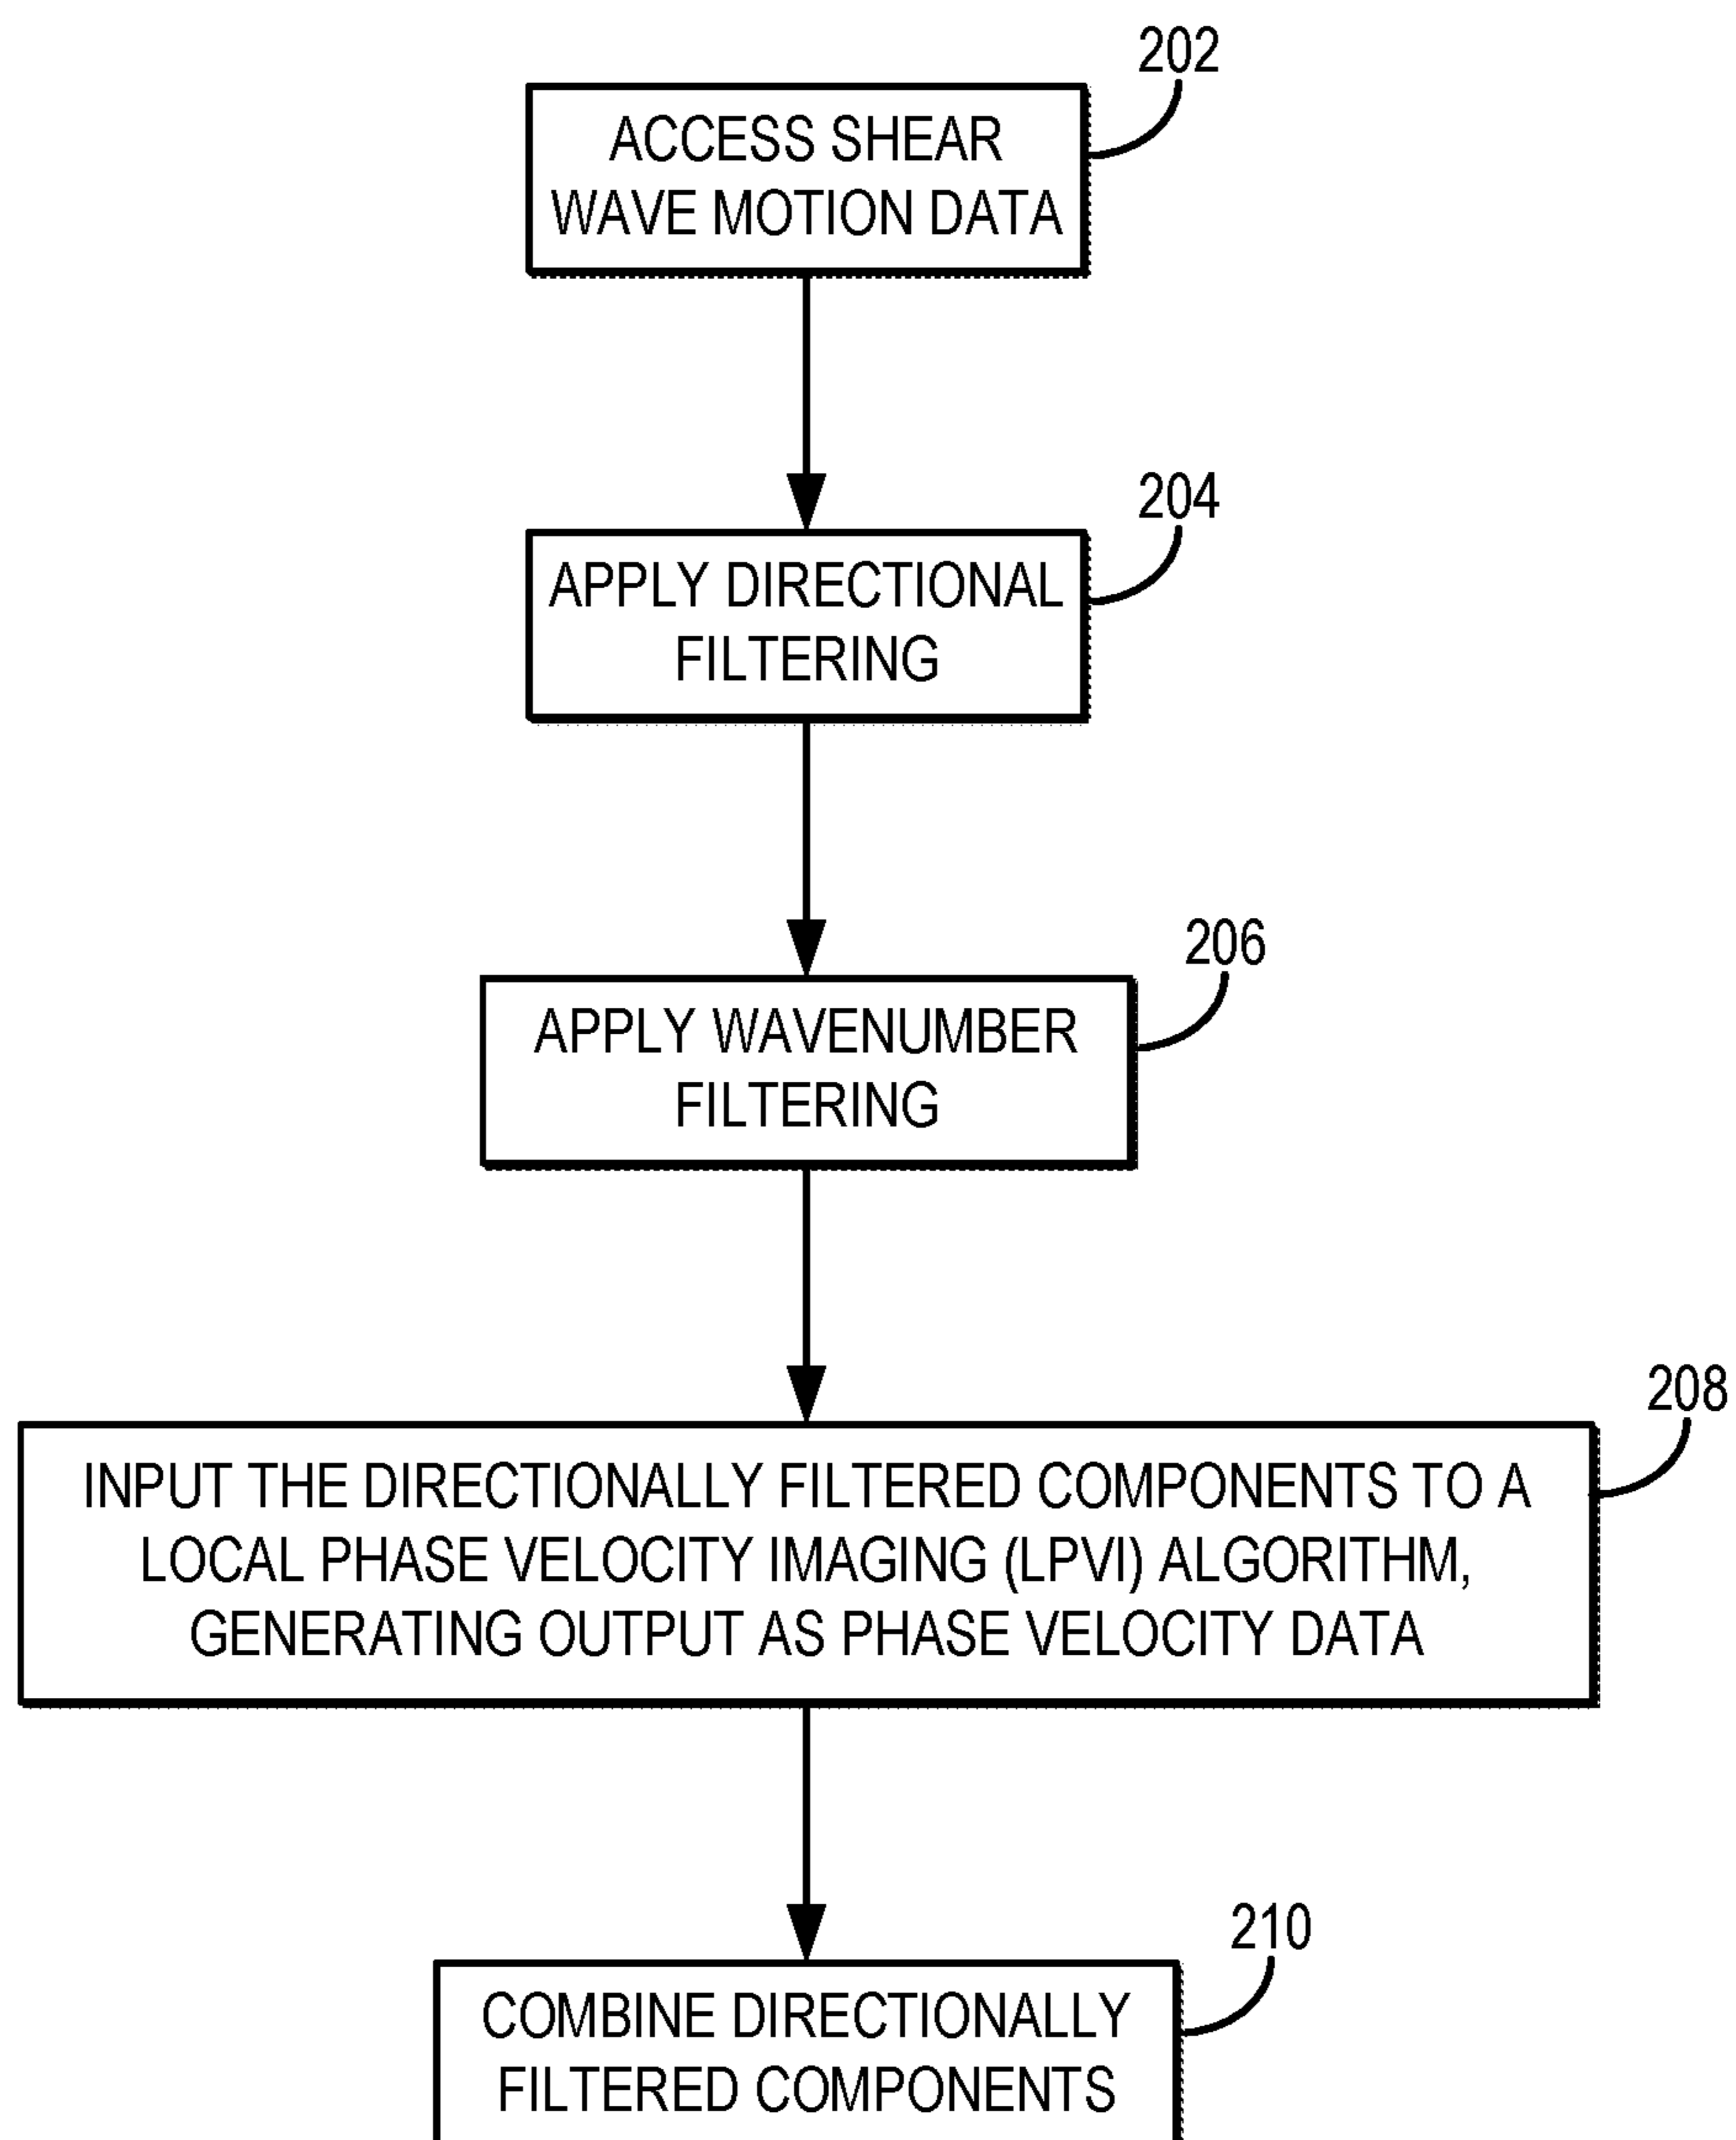 202
ACCESS SHEAR
WAVE MOTION DATA
204
APPLY DIRECTIONAL
FILTERING
206
APPLY WAVENUMBER
FILTERING
208
INPUT THE DIRECTIONALLY FILTERED COMPONENTS TO A
LOCAL PHASE VELOCITY IMAGING (LPVI) ALGORITHM,
GENERATING OUTPUT AS PHASE VELOCITY DATA
210
COMBINE DIRECTIONALLY
FILTERED COMPONENTS